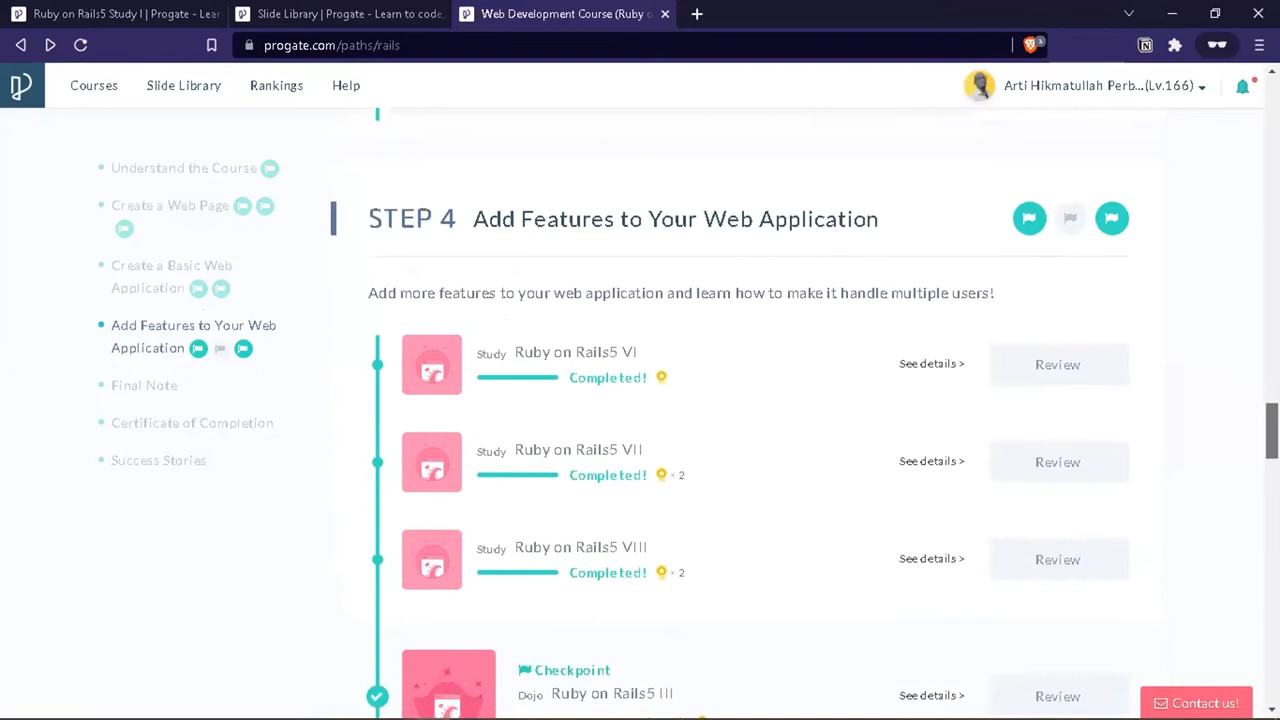 Ruby on Rails5 Study I | Progate - Lear
Slide Library | Progate - Learn to code
Web Development Course (Ruby o
progate.com/paths/rails
3
Courses
Slide Library
Rankings
Help
Arti Hikmatullah Perb...(Lv.166)
Understand the Course
Create a Web Page
Create a Basic Web
Application
Add Features to Your Web
Application
Final Note
Certificate of Completion
Success Stories
STEP 4 Add Features to Your Web Application
Add more features to your web application and learn how to make it handle multiple users!
Study Ruby on Rails5 VI
Completed!
See details >
Review
Study Ruby on Rails5 VII
Completed! × 2
See details >
Review
Study Ruby on Rails5 VIII
Completed! × 2
See details >
Review
Checkpoint
Dojo Ruby on Rails5 III
See details >
Review
Contact us!